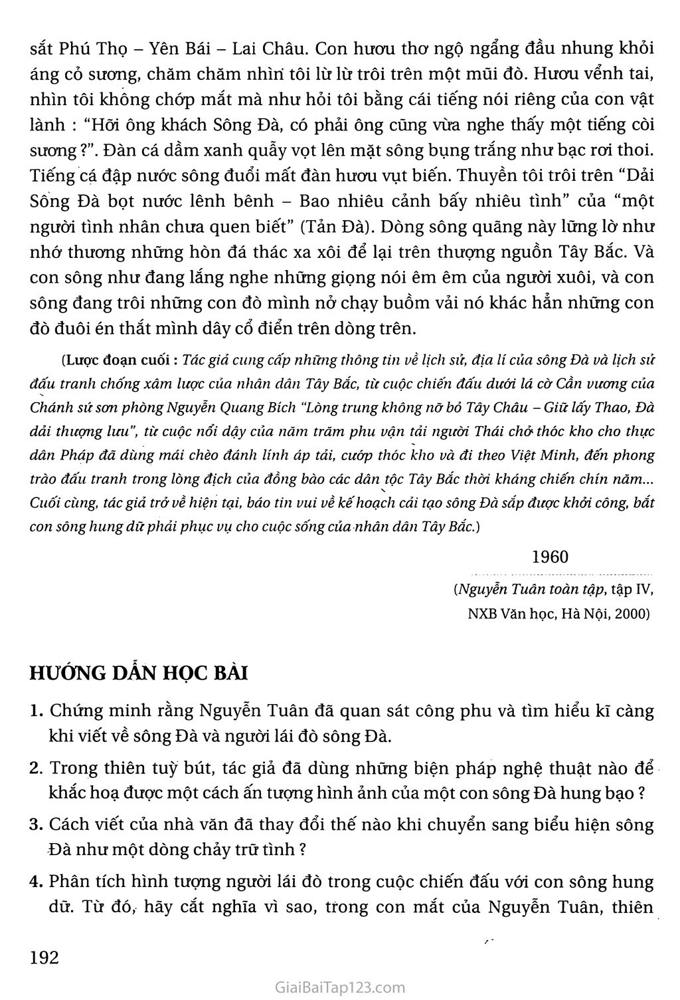 sắt Phú Thọ – Yên Bái – Lai Châu. Con hươu thơ ngộ ngẩng đầu nhung khỏi
áng cỏ sương, chăm chăm nhìn tôi lừ lừ trôi trên một mũi đò. Hươu vểnh tai,
nhìn tôi không chớp mắt mà như hỏi tôi bằng cái tiếng nói riêng của con vật
lành : “Hỡi ông khách Sông Đà, có phải ông cũng vừa nghe thấy một tiếng còi
sương ?”. Đàn cá dầm xanh quẫy vọt lên mặt sông bụng trắng như bạc rơi thoi.
Tiếng cá đập nước sông đuổi mất đàn hươu vụt biến. Thuyền tôi trôi trên “Dải
Sông Đà bọt nước lênh bênh – Bao nhiêu cảnh bấy nhiêu tình” của “một
người tình nhân chưa quen biết” (Tản Đà). Dòng sông quãng này lững lờ như
nhớ thương những hòn đá thác xa xôi để lại trên thượng nguồn Tây Bắc. Và
con sông như đang lắng nghe những giọng nói êm êm của người xuôi, và con
sông đang trôi những con đò mình nở chạy buồm vải nó khác hẳn những con
đò đuôi én thắt mình dây cổ điển trên dòng trên.
(Lược đoạn cuối : Tác giả cung cấp những thông tin về lịch sử, địa lí của sông Đà và lịch sử
đấu tranh chống xâm lược của nhân dân Tây Bắc, từ cuộc chiến đấu dưới lá cờ Cần vương của
Chánh sứ sơn phòng Nguyễn Quang Bích “Lòng trung không nỡ bỏ Tây Châu – Giữ lấy Thao, Đà
dải thượng lưu”, từ cuộc nổi dậy của năm trăm phu vận tải người Thái chở thóc kho cho thực
dân Pháp đã dùng mái chèo đánh lính áp tải, cướp thóc kho và đi theo Việt Minh, đến phong
trào đấu tranh trong lòng địch của đồng bào các dân tộc Tây Bắc thời kháng chiến chín năm...
Cuối cùng, tác giả trở về hiện tại, báo tin vui về kế hoạch cải tạo sông Đà sắp được khởi công, bắt
con sông hung dữ phải phục vụ cho cuộc sống của nhân dân Tây Bắc.)
1960
(Nguyễn Tuân toàn tập, tập IV,
NXB Văn học, Hà Nội, 2000)
HƯỚNG DẪN HỌC BÀI
1. Chứng minh rằng Nguyễn Tuân đã quan sát công phu và tìm hiểu kĩ càng
khi viết về sông Đà và người lái đò sông Đà.
2. Trong thiên tuỳ bút, tác giả đã dùng những biện pháp nghệ thuật nào để
khắc hoạ được một cách ấn tượng hình ảnh của một con sông Đà hung bạo ?
3. Cách viết của nhà văn đã thay đổi thế nào khi chuyển sang biểu hiện sông
Đà như một dòng chảy trữ tình ?
4. Phân tích hình tượng người lái đò trong cuộc chiến đấu với con sông hung
dữ. Từ đó, hãy cắt nghĩa vì sao, trong con mắt của Nguyễn Tuân, thiên
192
GiaiBaiTap123.com